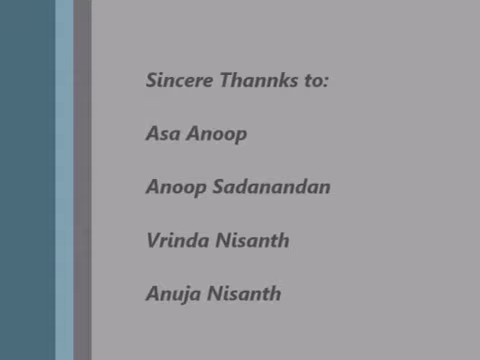 Sincere Thannks to:
Asa Anoop
Anoop Sadanandan
Vrinda Nisanth
Anuja Nisanth